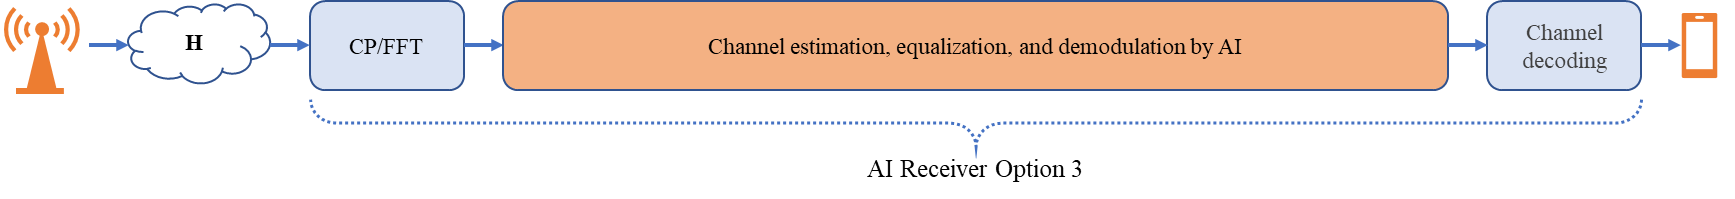 H
CP/FFT
Channel estimation, equalization, and demodulation by AI
Channel
decoding
AI Receiver Option 3